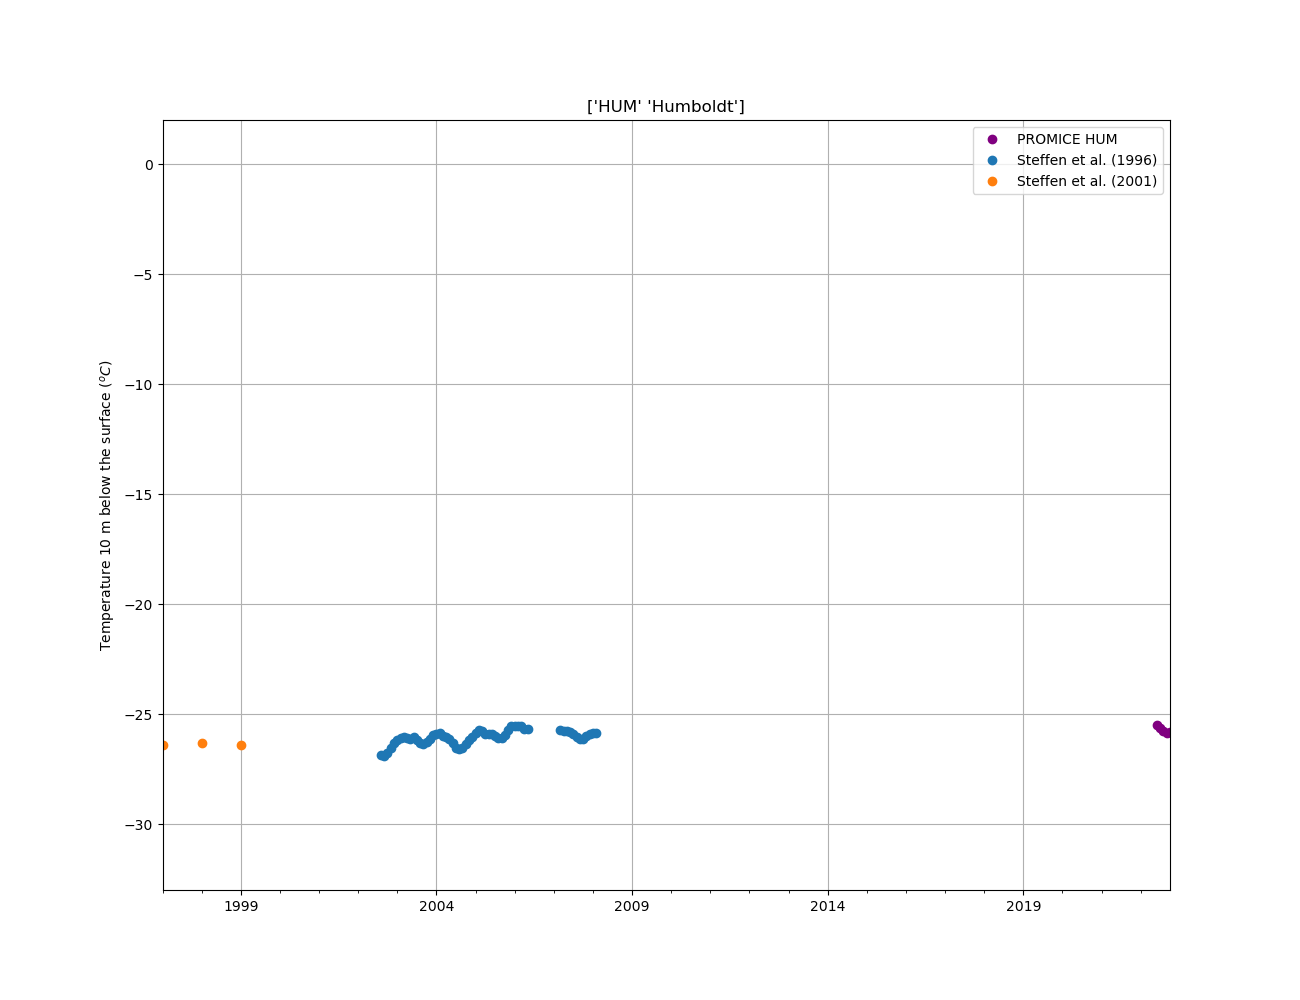 ['HUM' 'Humboldt']
PROMICE HUM
Steffen et al. (1996)
Steffen et al. (2001)
Temperature 10 m below the surface (°C)
0
−5
−10
−15
−20
−25
−30
1999 2004 2009 2014 2019